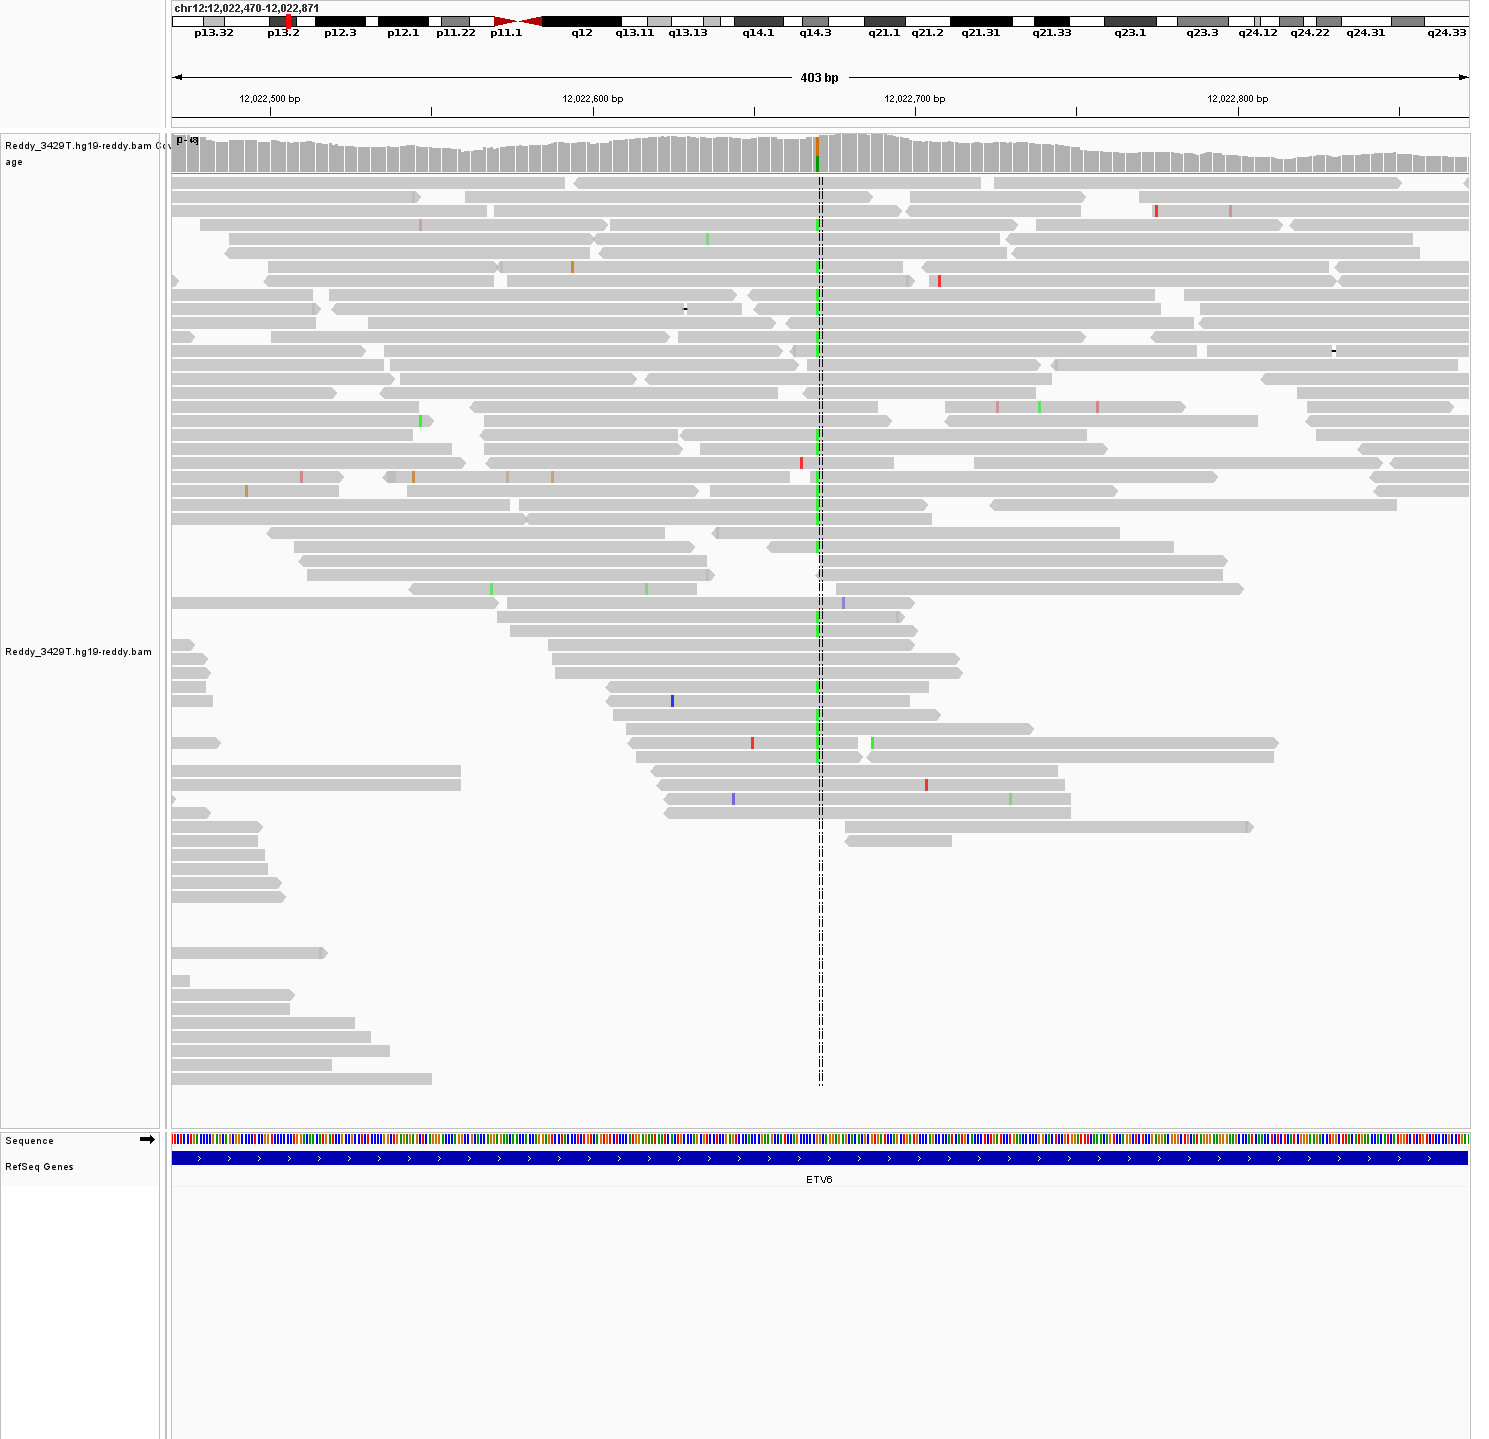 chr12:12,022,470-12,022,871
p13.32 p13.2 p12.3 p12.1 p11.22 p11.1 q12 q13.11 q13.13 q14.1 q14.3 q21.1 q21.2 q21.31 q21.33 q23.1 q23.3 q24.12 q24.22 q24.31 q24.33
403 bp
12,022,500 bp 12,022,600 bp 12,022,700 bp 12,022,800 bp
Reddy_3429T.hg19-reddy.bam Cov
age
Reddy_3429T.hg19-reddy.bam
Sequence
RefSeq Genes
ETV6